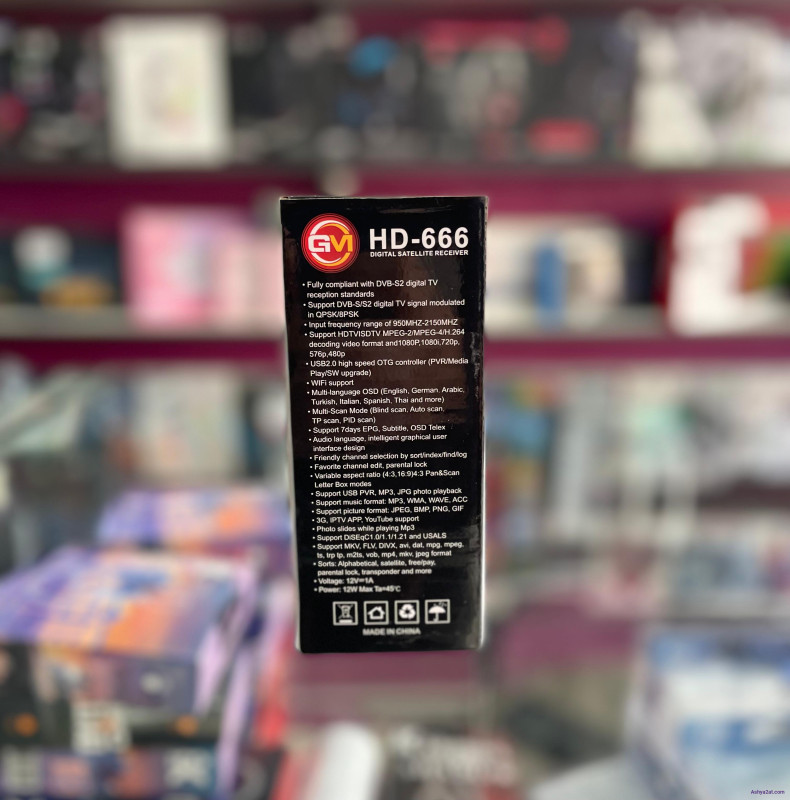 GM
HD-666
DIGITAL SATELLITE RECEIVER
• Fully compliant with DVB-S2 digital TV
reception standards
• Support DVB-S/S2 digital TV signal modulated
in QPSK/8PSK
• Input frequency range of 950MHZ-2150MHZ
• Support HDTV/SDTV MPEG-2/MPEG-4/H.264
decoding video format and1080P,1080i,720p,
576p,480p
• USB2.0 high speed OTG controller (PVR/Media
Play/SW upgrade)
• WIFi support
• Multi-language OSD (English, German, Arabic,
Turkish, Italian, Spanish, Thai and more)
• Multi-Scan Mode (Blind scan, Auto scan,
TP scan, PID scan)
• Support 7days EPG, Subtitle, OSD Telex
• Audio language, intelligent graphical user
interface design
• Friendly channel selection by sort/index/find/log
• Favorite channel edit, parental lock
• Variable aspect ratio (4:3,16:9)4:3 Pan&Scan
Letter Box modes
• Support USB PVR, MP3, JPG photo playback
• Support music format: MP3, WMA, WAVE, ACC
• Support picture format: JPEG, BMP, PNG, GIF
• 3G, IPTV APP, YouTube support
• Photo slides while playing Mp3
• Support DiSEqC1.0/1.1/1.21 and USALS
• Support MKV, FLV, DIVX, avi, dat, mpg, mpeg,
ts, trp tp, m2ts, vob, mp4, mkv, jpeg format
• Sorts: Alphabetical, satellite, free/pay,
parental lock, transponder and more
• Voltage: 12V⎓1A
• Power: 12W Max Ta=45℃
MADE IN CHINA
Ashya2at.com